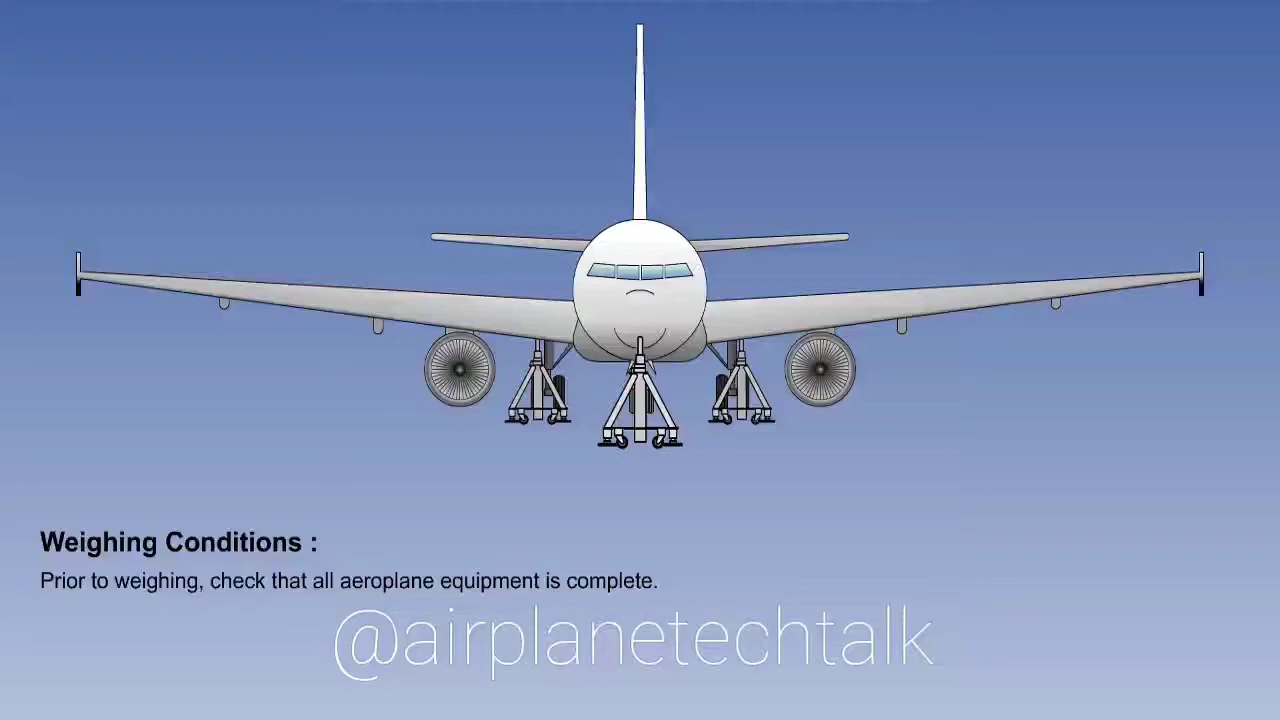 Weighing Conditions :
Prior to weighing, check that all aeroplane equipment is complete.
@airplanetechtalk